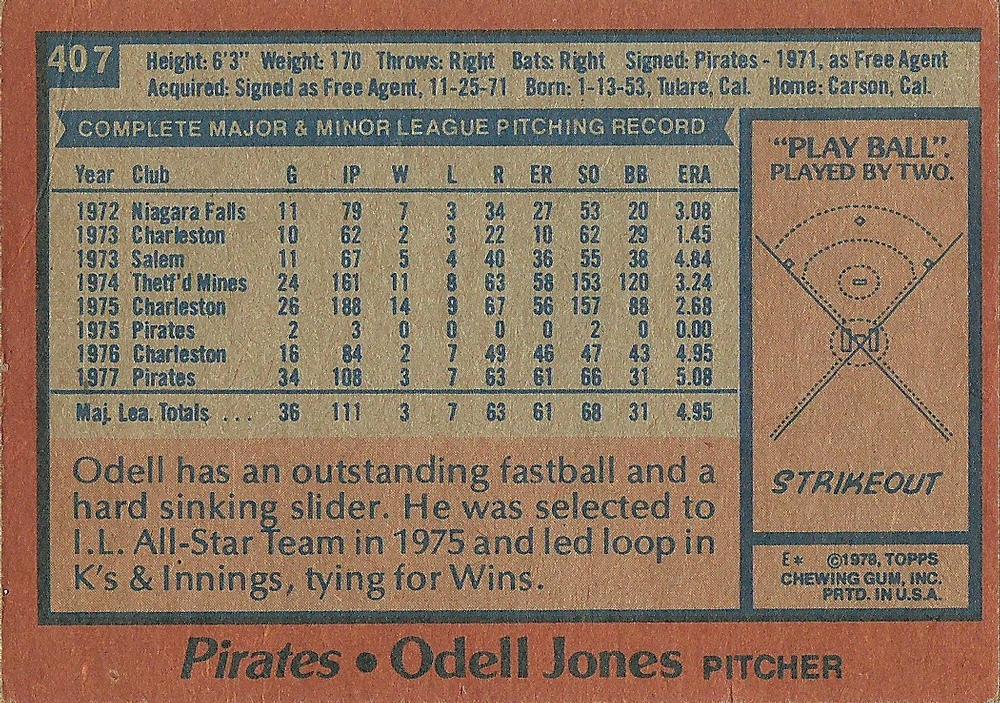 407
Height: 6'3" Weight: 170 Throws: Right Bats: Right Signed: Pirates - 1971, as Free Agent
Acquired: Signed as Free Agent, 11-25-71 Born: 1-13-53, Tulare, Cal. Home: Carson, Cal.
COMPLETE MAJOR & MINOR LEAGUE PITCHING RECORD
Year Club G IP W L R ER SO BB ERA
1972 Niagara Falls 11 79 7 3 34 27 53 20 3.08
1973 Charleston 10 62 2 3 22 10 62 29 1.45
1973 Salem 11 67 5 4 40 36 55 38 4.84
1974 Thetf'd Mines 24 161 11 8 63 58 153 120 3.24
1975 Charleston 26 188 14 9 67 56 157 88 2.68
1975 Pirates 2 3 0 0 0 0 2 0 0.00
1976 Charleston 16 84 2 7 49 46 47 43 4.95
1977 Pirates 34 108 3 7 63 61 66 31 5.08
Maj. Lea. Totals . . . 36 111 3 7 63 61 68 31 4.95
Odell has an outstanding fastball and a
hard sinking slider. He was selected to
I.L. All-Star Team in 1975 and led loop in
K's & Innings, tying for Wins.
"PLAY BALL".
PLAYED BY TWO.
STRIKEOUT
E* ©1978, TOPPS
CHEWING GUM, INC.
PRTD. IN U.S.A.
Pirates • Odell Jones PITCHER